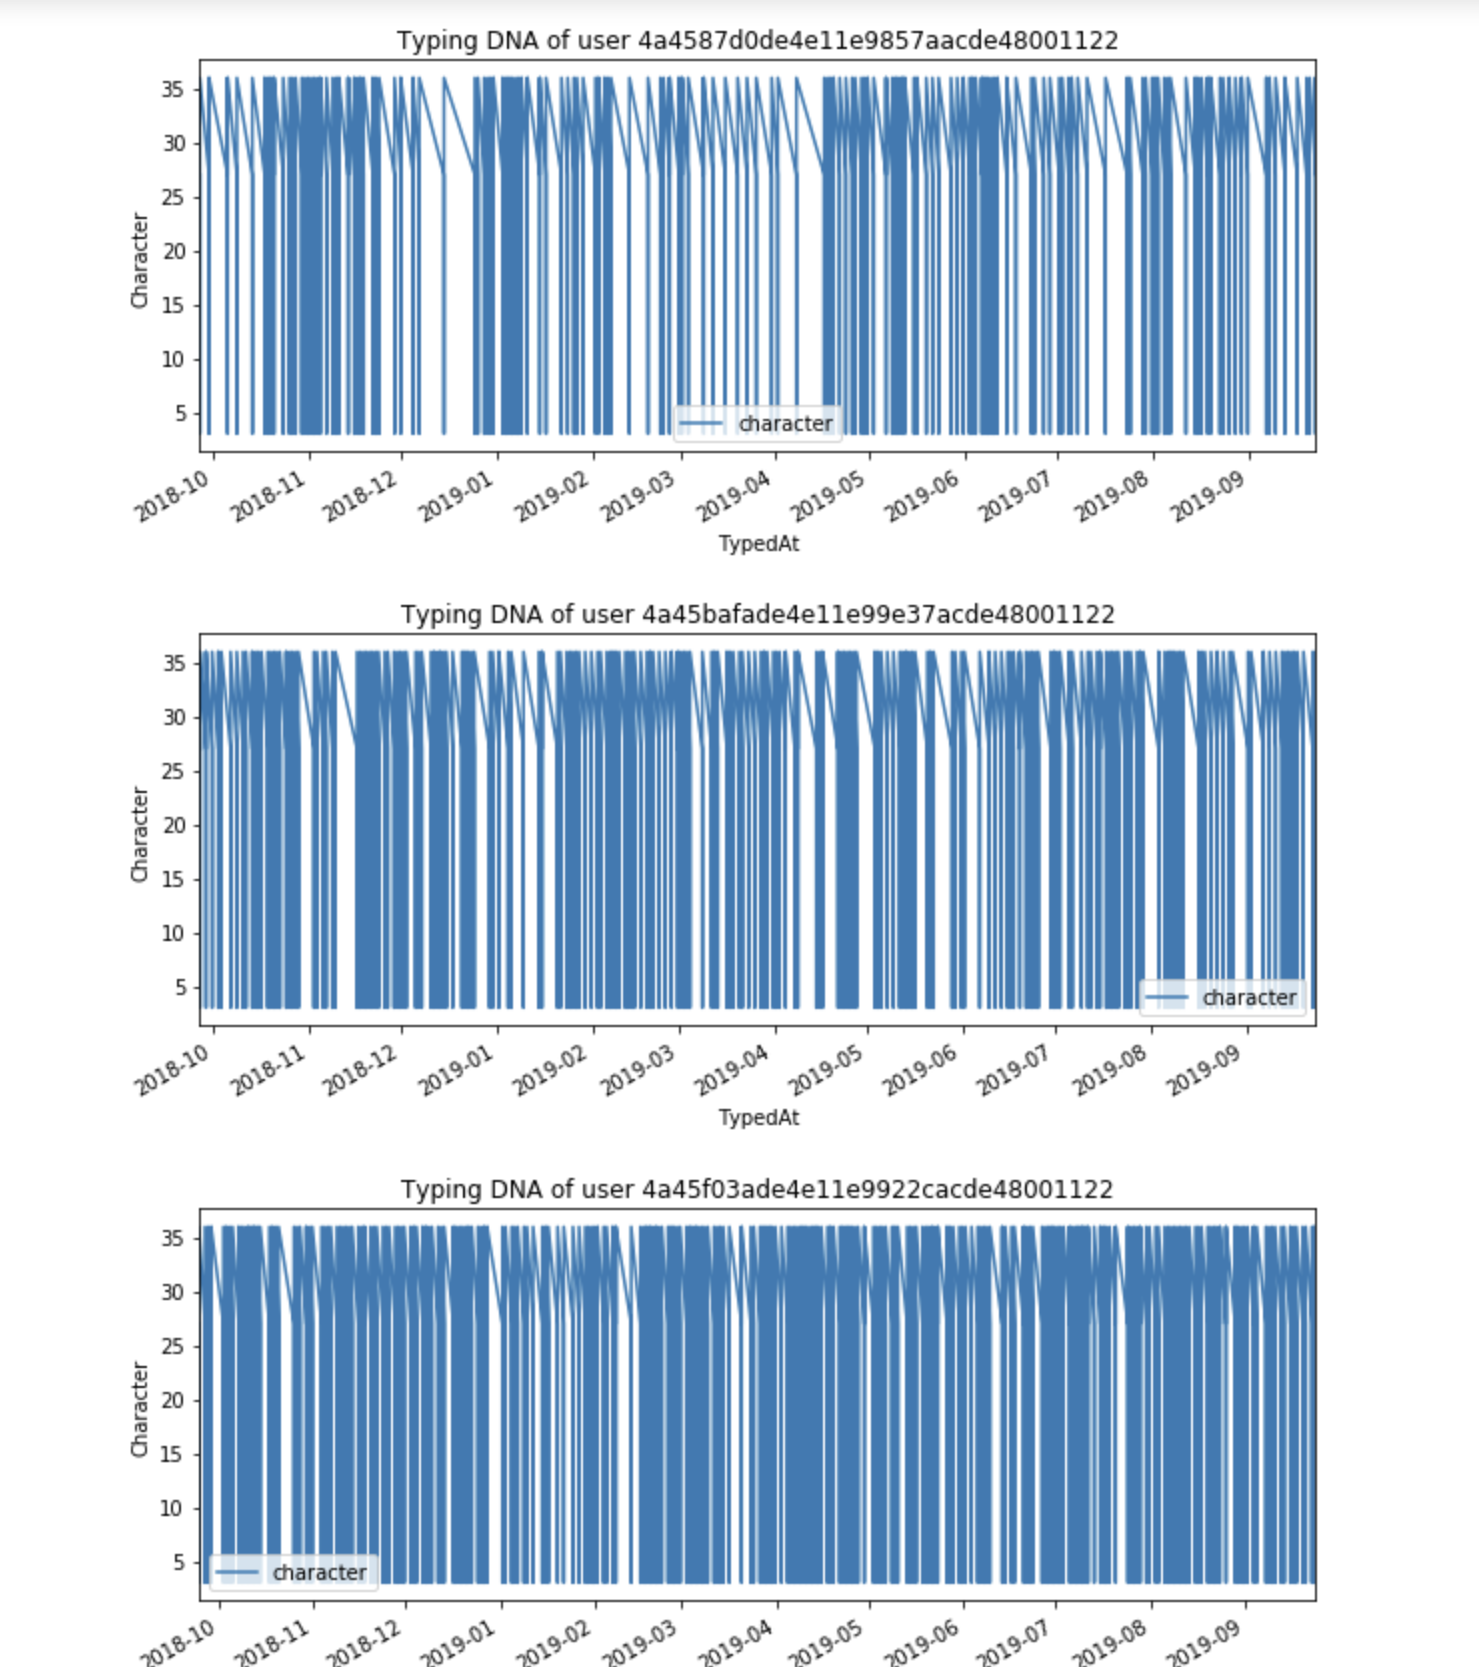 Typing DNA of user 4a4587d0de4e11e9857aacde48001122
35
30
25
20
15
10
5
Character
character
2018-10 2018-11 2018-12 2019-01 2019-02 2019-03 2019-04 2019-05 2019-06 2019-07 2019-08 2019-09
TypedAt
Typing DNA of user 4a45bafade4e11e99e37acde48001122
35
30
25
20
15
10
5
Character
character
2018-10 2018-11 2018-12 2019-01 2019-02 2019-03 2019-04 2019-05 2019-06 2019-07 2019-08 2019-09
TypedAt
Typing DNA of user 4a45f03ade4e11e9922cacde48001122
35
30
25
20
15
10
5
Character
character
2018-10 2018-11 2018-12 2019-01 2019-02 2019-03 2019-04 2019-05 2019-06 2019-07 2019-08 2019-09